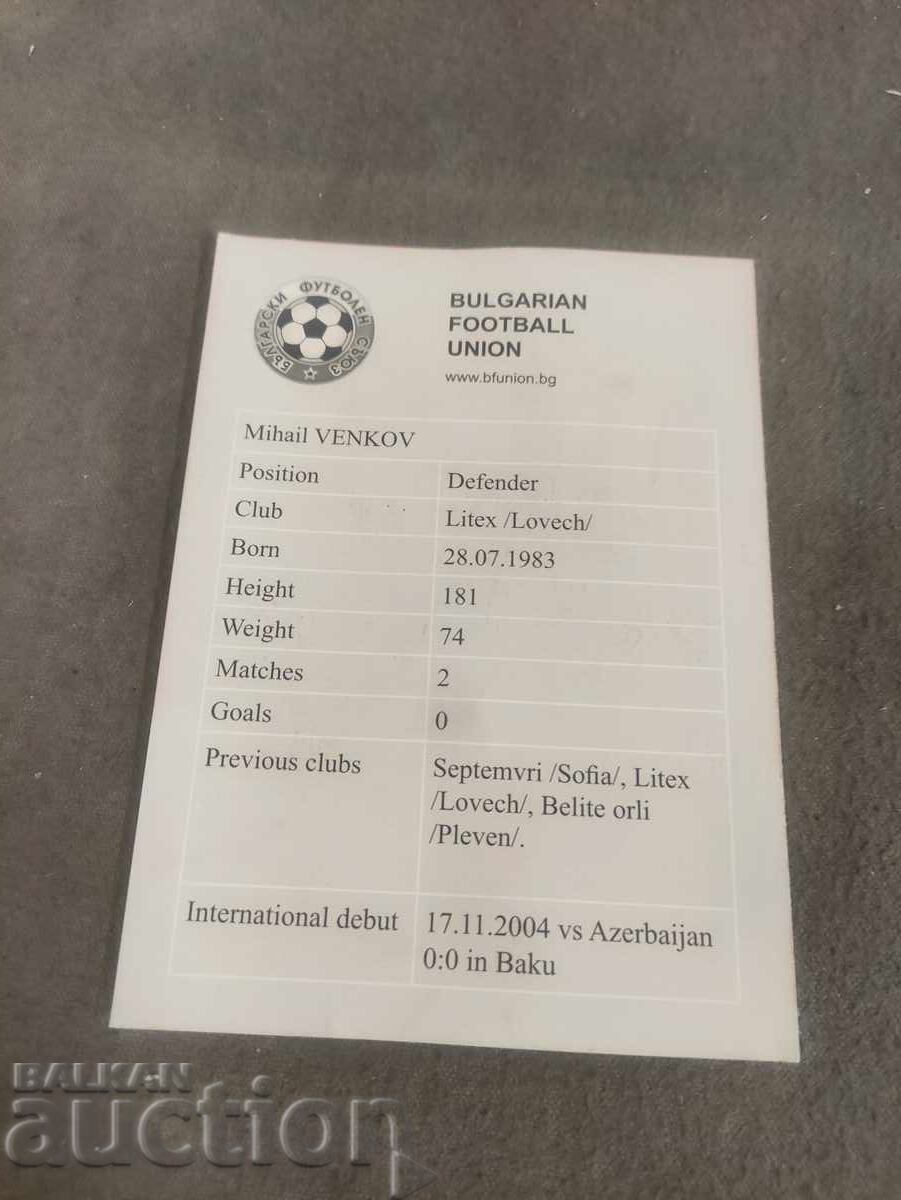 БЪЛГАРСКИ ФУТБОЛЕН СЪЮЗ
BULGARIAN
FOOTBALL
UNION
www.bfunion.bg
Mihail VENKOV
Position Defender
Club Litex /Lovech/
Born 28.07.1983
Height 181
Weight 74
Matches 2
Goals 0
Previous clubs Septemvri /Sofia/, Litex
/Lovech/, Belite orli
/Pleven/.
International debut 17.11.2004 vs Azerbaijan
0:0 in Baku
BALKAN
auction